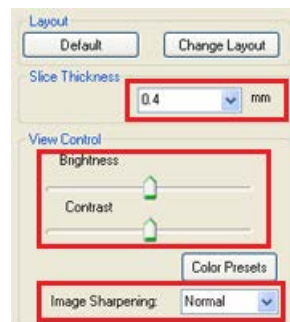 Layout
Default Change Layout
Slice Thickness
0.4 mm
View Control
Brightness
Contrast
Color Presets
Image Sharpening: Normal